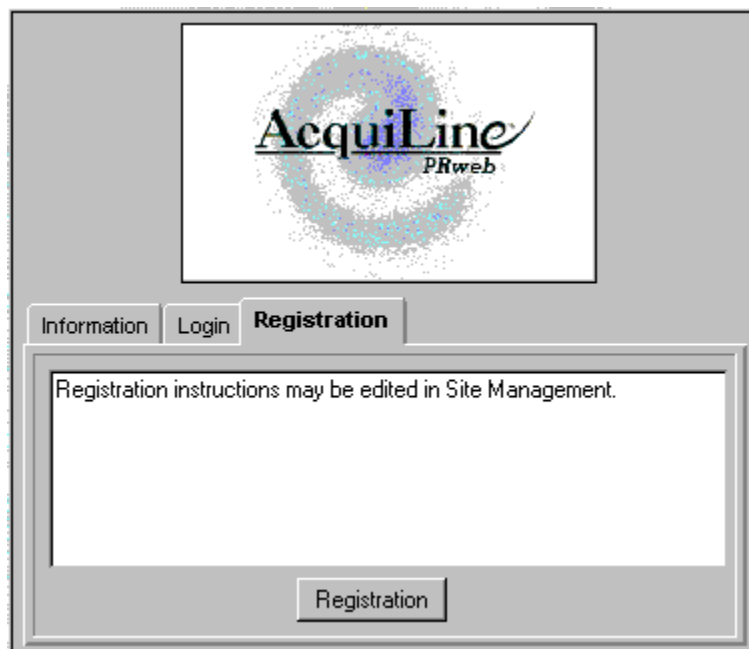 AcquiLine
PRweb
Information Login Registration
Registration instructions may be edited in Site Management.
Registration